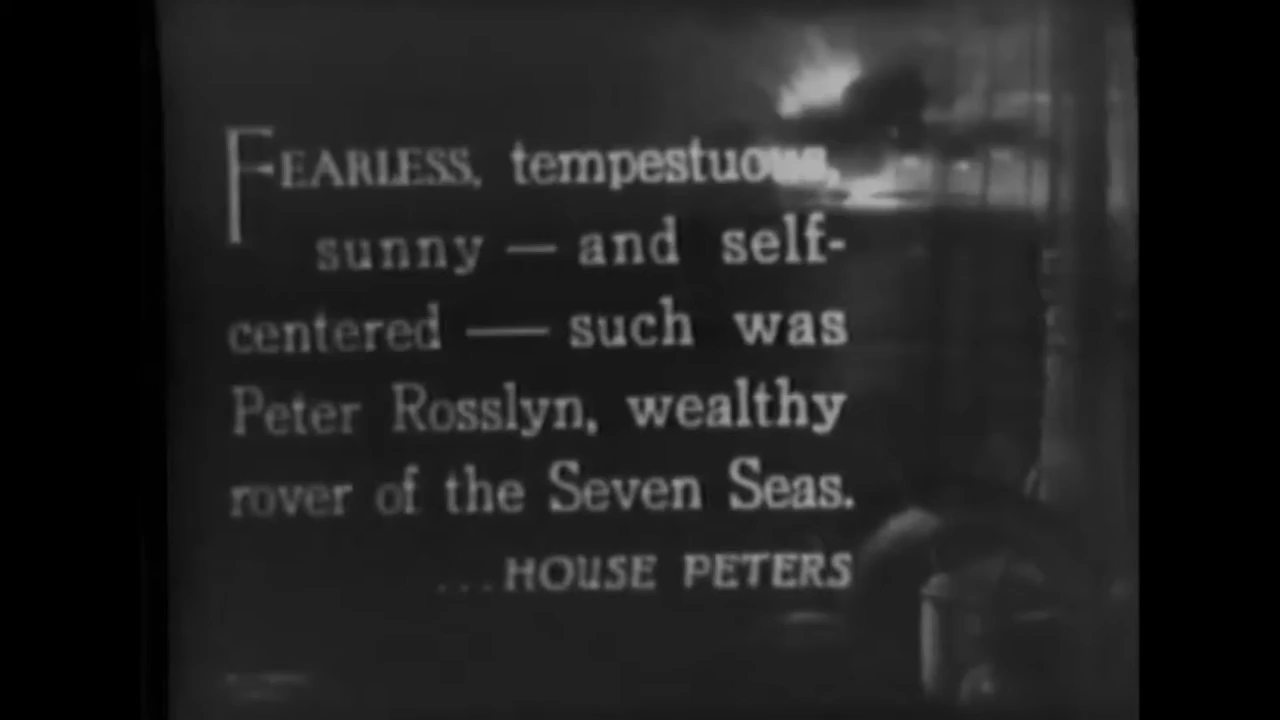 FEARLESS, tempestuous,
sunny — and self-
centered — such was
Peter Rosslyn, wealthy
rover of the Seven Seas.
...HOUSE PETERS